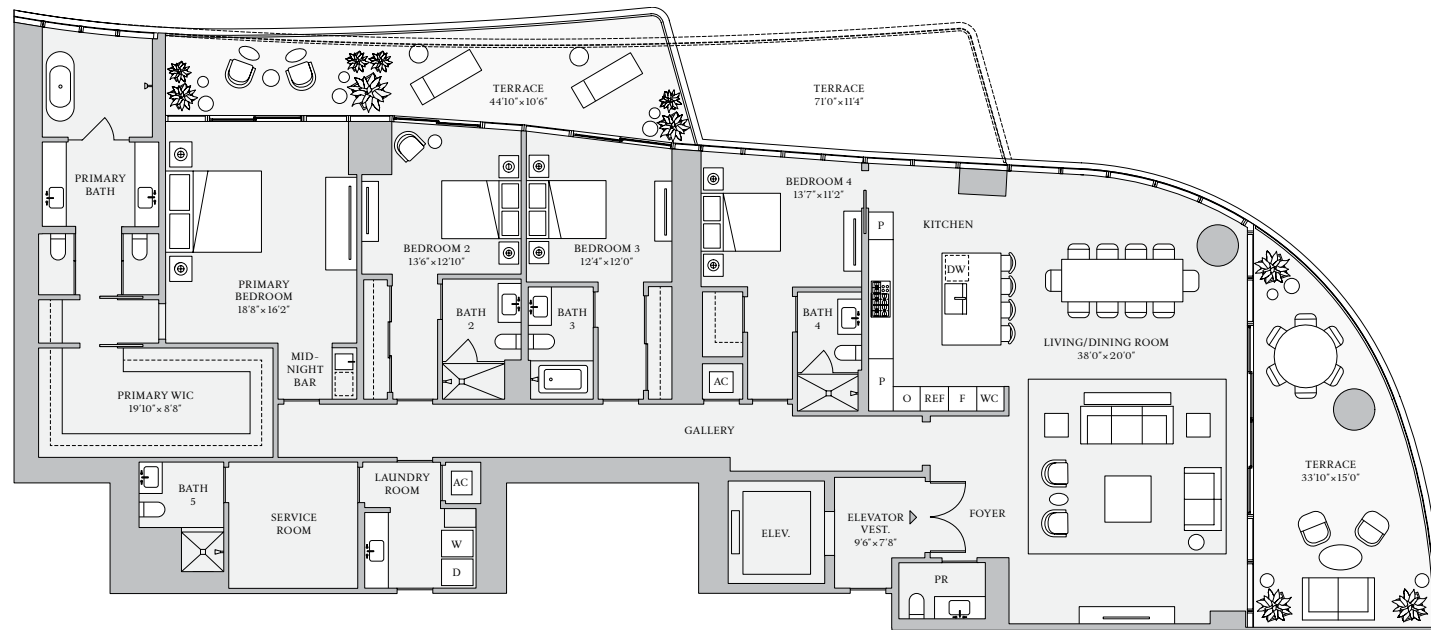 TERRACE
44'10"×10'6"
TERRACE
71'0"×11'4"
PRIMARY
BATH
BEDROOM 4
13'7"×11'2"
P
KITCHEN
BEDROOM 2
13'6"×12'10"
BEDROOM 3
12'4"×12'0"
DW
PRIMARY
BEDROOM
18'8"×16'2"
BATH
2
BATH
3
BATH
4
LIVING/DINING ROOM
38'0"×20'0"
MID-
NIGHT
BAR
AC
P
PRIMARY WIC
19'10"×8'8"
O
REF
F
WC
GALLERY
TERRACE
33'10"×15'0"
BATH
5
LAUNDRY
ROOM
AC
SERVICE
ROOM
ELEV.
ELEVATOR
VEST.
9'6"×7'8"
FOYER
W
D
PR